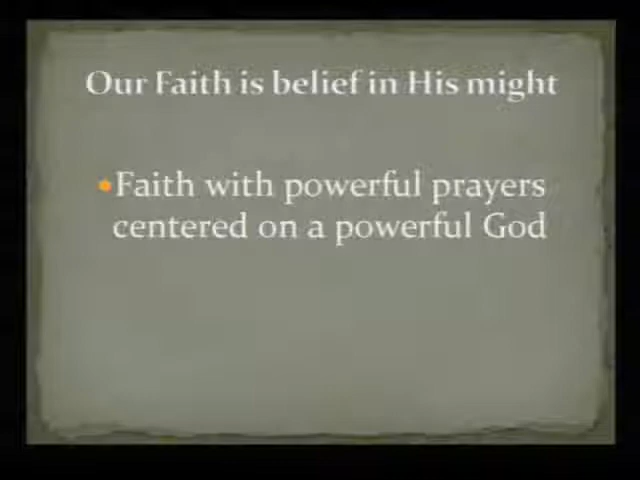 Our Faith is belief in His might
•Faith with powerful prayers
centered on a powerful God